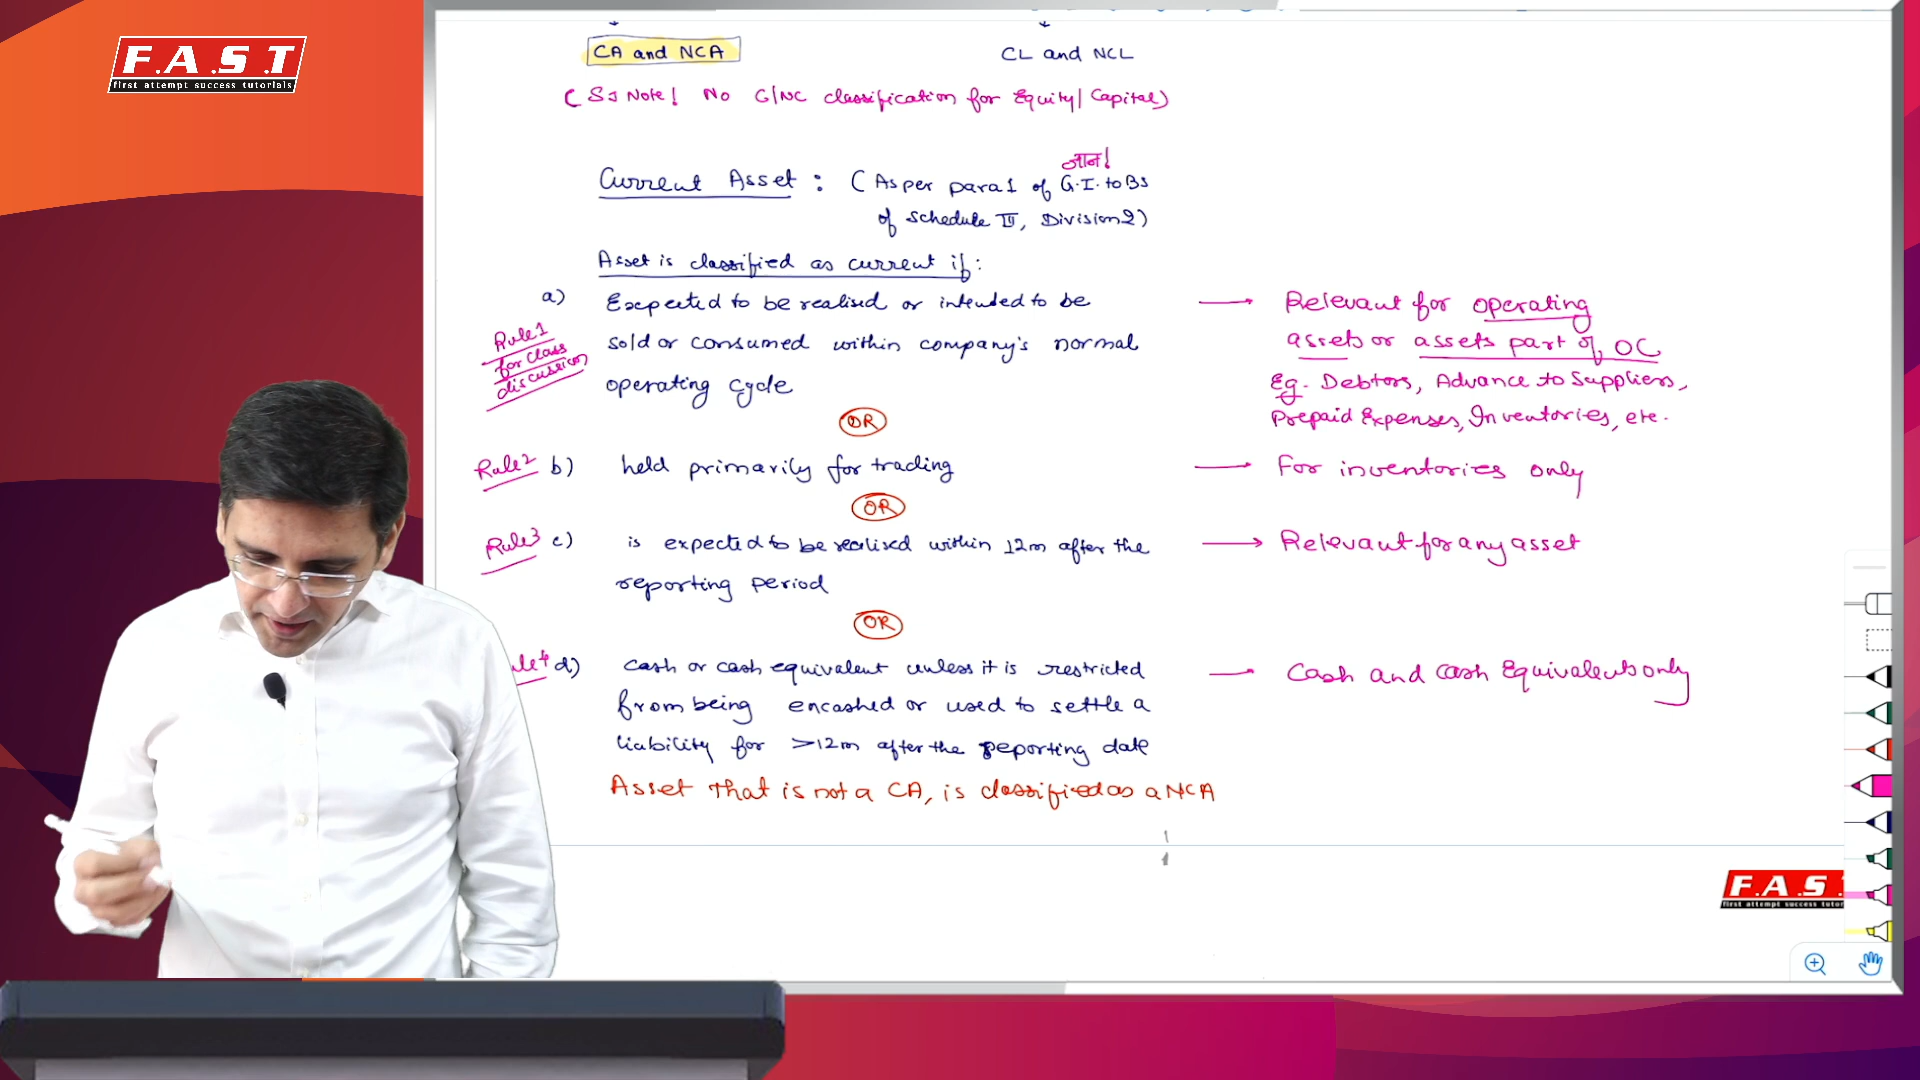 F.A.S.T
first attempt success tutorials
CA and NCA
CL and NCL
(SJ Note! No C/NC classification for Equity/Capital)
ज्ञान!
Current Asset : (As per para 1 of G.I. to BS
of Schedule III, Division 2)
Asset is classified as current if:
a) Expected to be realised or intended to be
sold or consumed within company's normal
operating cycle
Rule 1
for class
discussion
→ Relevant for operating
assets or assets part of OC
Eg. Debtors, Advance to Suppliers,
Prepaid Expenses, Inventories, etc.
OR
Rule 2 b) held primarily for trading → For inventories only
OR
Rule 3 c) is expected to be realised within 12m after the → Relevant for any asset
reporting period
OR
ule 4 d) cash or cash equivalent unless it is restricted — Cash and Cash Equivalents only
from being encashed or used to settle a
liability for >12m after the reporting date
Asset that is not a CA, is classified as a NCA
F.A.S.
first attempt success tutor